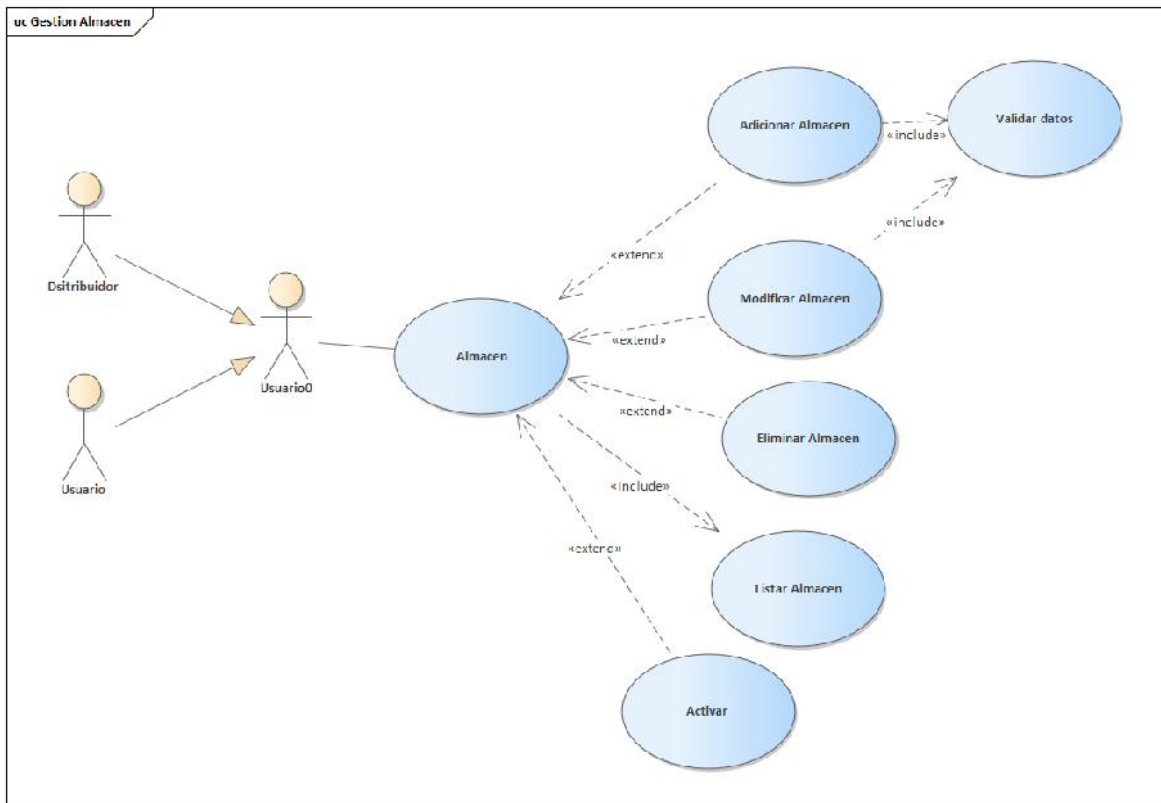 uc Gestion Almacen
Adicionar Almacen
Validar datos
«include»
«include»
«extend»
Dsitribuidor
Modificar Almacen
Almacen
«extend»
Usuario0
«extend»
Eliminar Almacen
Usuario
«include»
«extend»
Listar Almacen
Activar